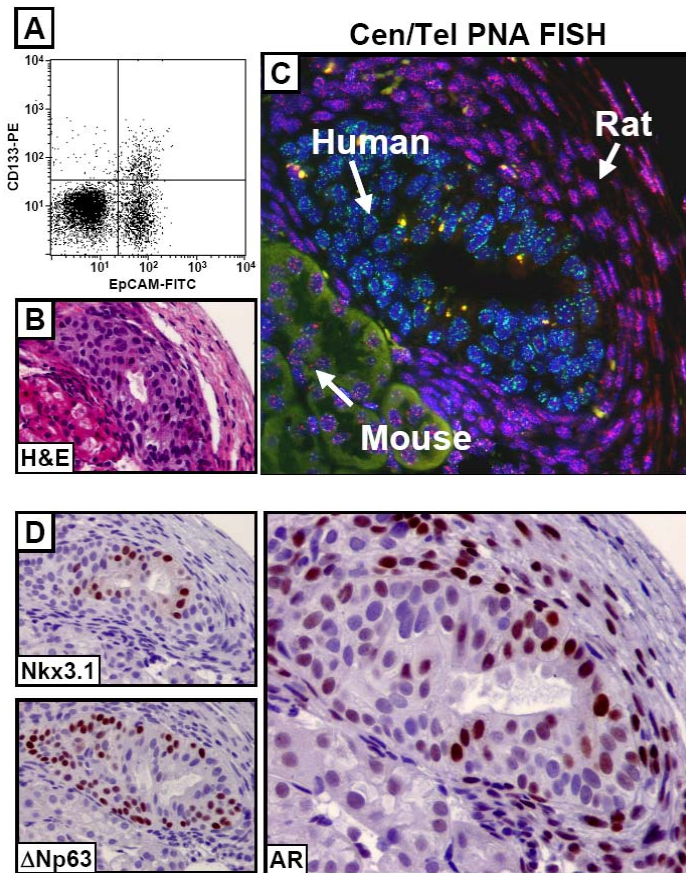 A
10⁴
10³
10²
10¹
CD133-PE
10¹ 10² 10³ 10⁴
EpCAM-FITC
B
H&E
Cen/Tel PNA FISH
C
Human
Rat
Mouse
D
Nkx3.1
ΔNp63
AR